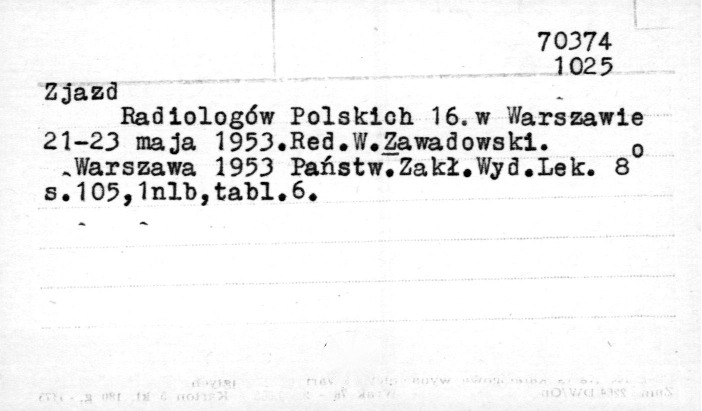 70374
1025
Zjazd
Radiologów Polskich 16.w Warszawie
21-23 maja 1953.Red.W.Zawadowski.
Warszawa 1953 Państw.Zakł.Wyd.Lek. 8o
s.105,1nlb,tabl.6.